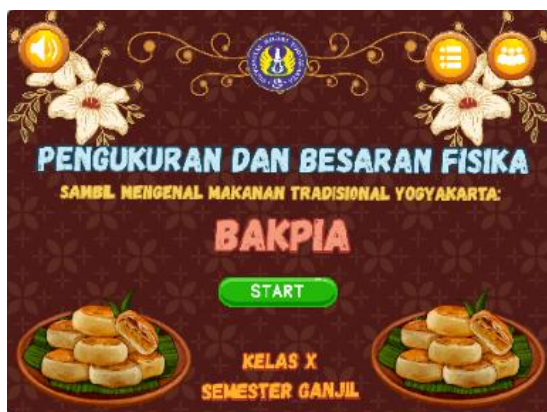 PENGUKURAN DAN BESARAN FISIKA
SAMBIL MENGENAL MAKANAN TRADISIONAL YOGYAKARTA:
BAKPIA
START
KELAS X
SEMESTER GANJIL